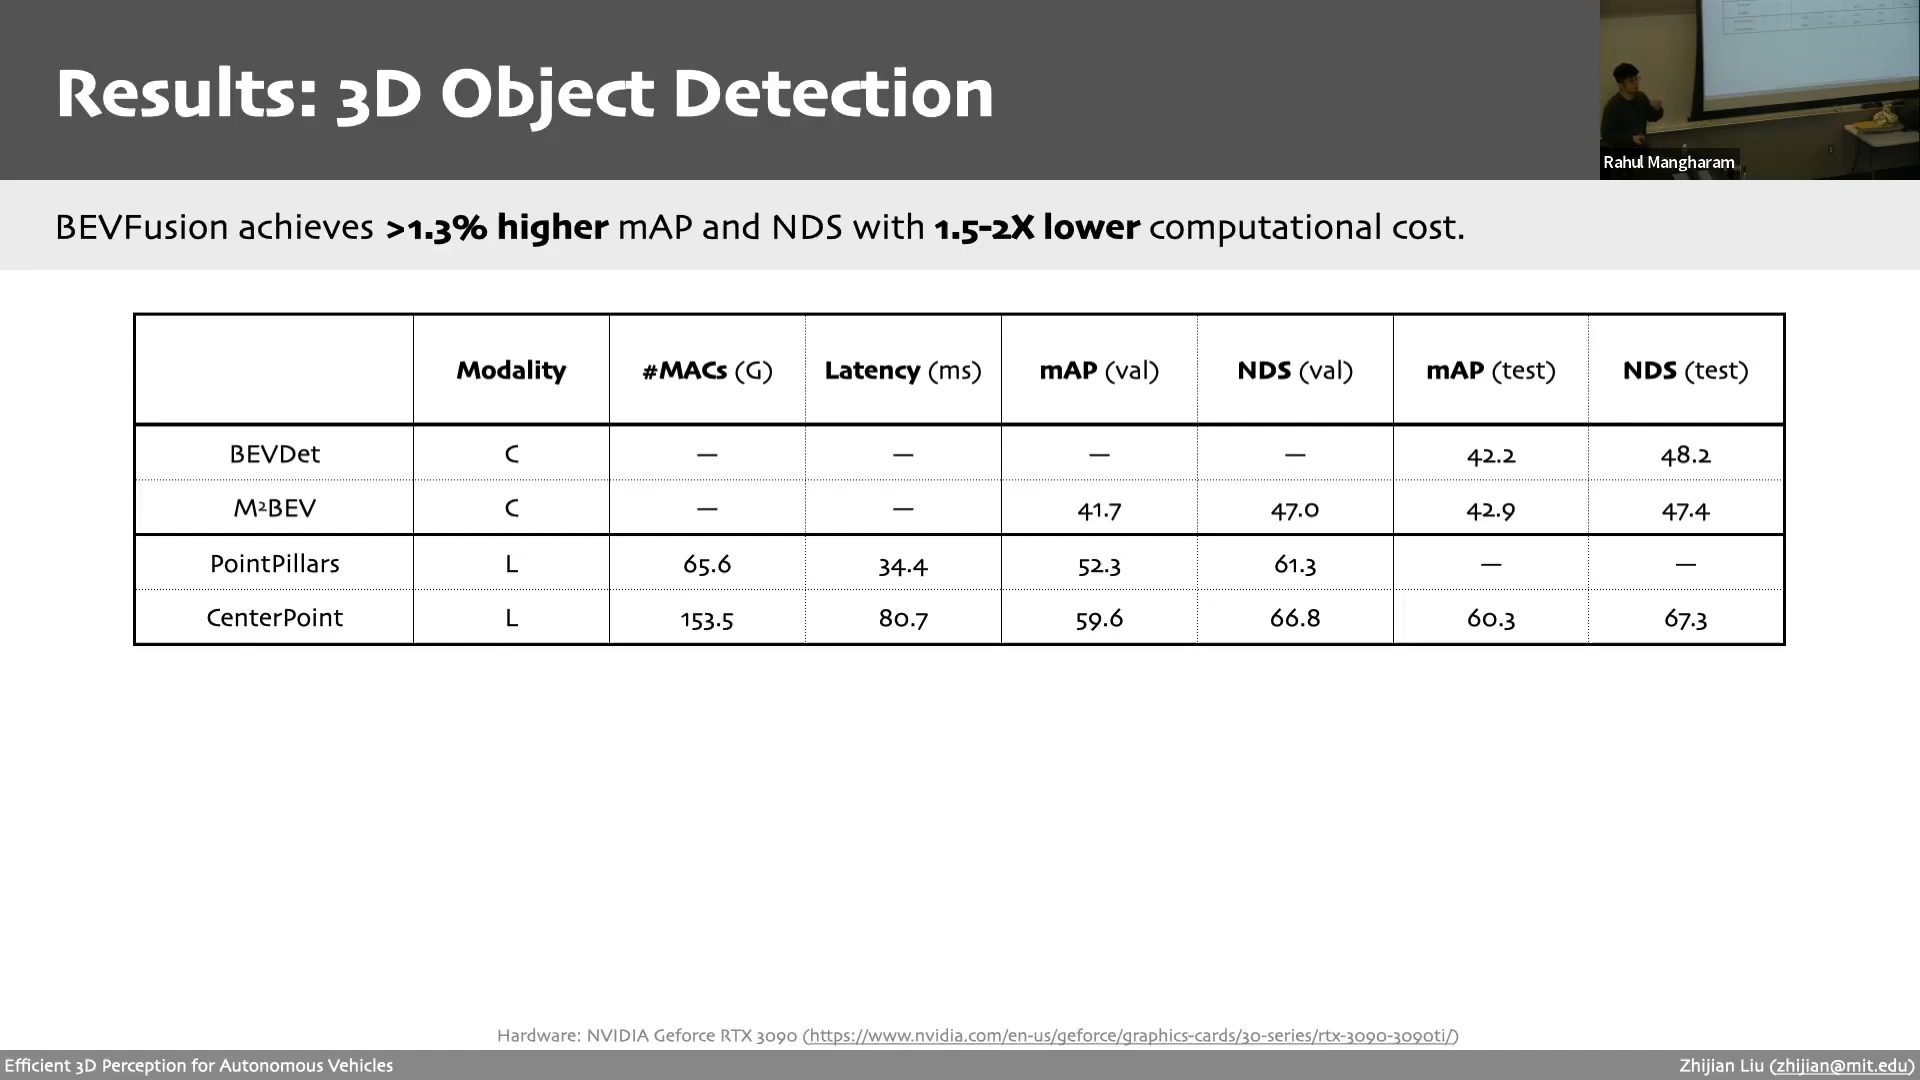 Results: 3D Object Detection
Rahul Mangharam
BEVFusion achieves >1.3% higher mAP and NDS with 1.5-2X lower computational cost.
Modality #MACs (G) Latency (ms) mAP (val) NDS (val) mAP (test) NDS (test)
BEVDet C — — — — 42.2 48.2
M²BEV C — — 41.7 47.0 42.9 47.4
PointPillars L 65.6 34.4 52.3 61.3 — —
CenterPoint L 153.5 80.7 59.6 66.8 60.3 67.3
Hardware: NVIDIA Geforce RTX 3090 (https://www.nvidia.com/en-us/geforce/graphics-cards/30-series/rtx-3090-3090ti/)
Efficient 3D Perception for Autonomous Vehicles
Zhijian Liu (zhijian@mit.edu)